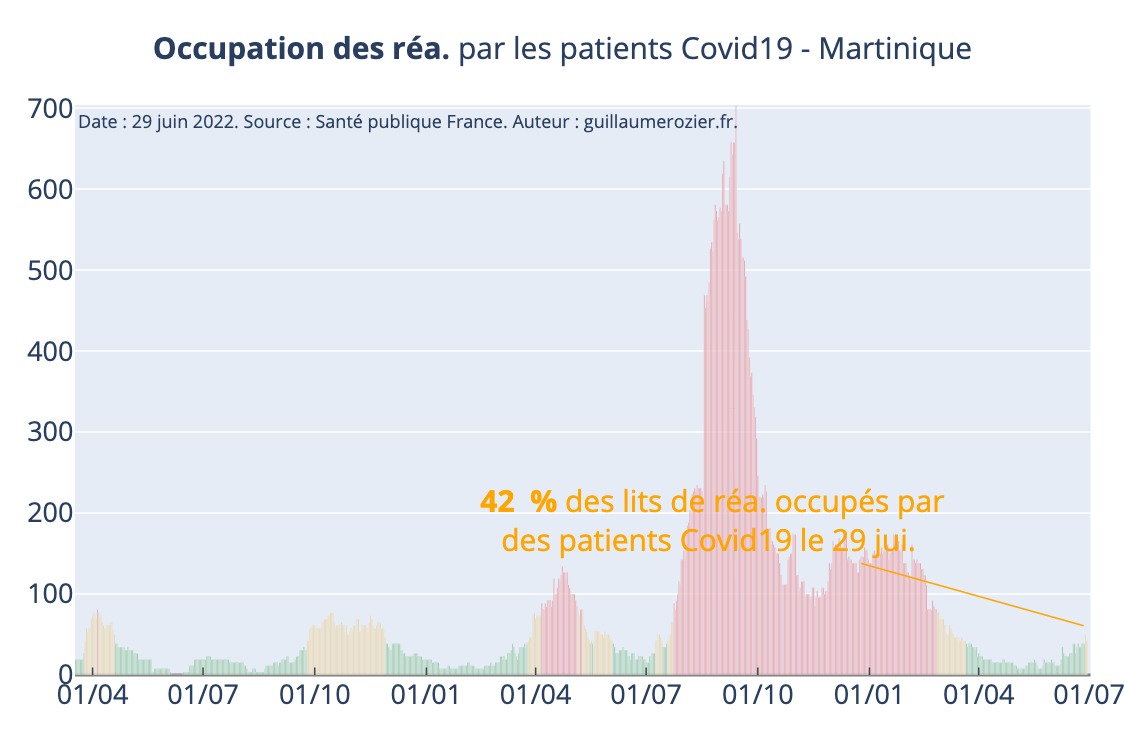 Occupation des réa. par les patients Covid19 - Martinique
700
Date : 29 juin 2022. Source : Santé publique France. Auteur : guillaumerozier.fr.
600
500
400
300
200
42 % des lits de réa. occupés par
des patients Covid19 le 29 jui.
100
0
01/04 01/07 01/10 01/01 01/04 01/07 01/10 01/01 01/04 01/07